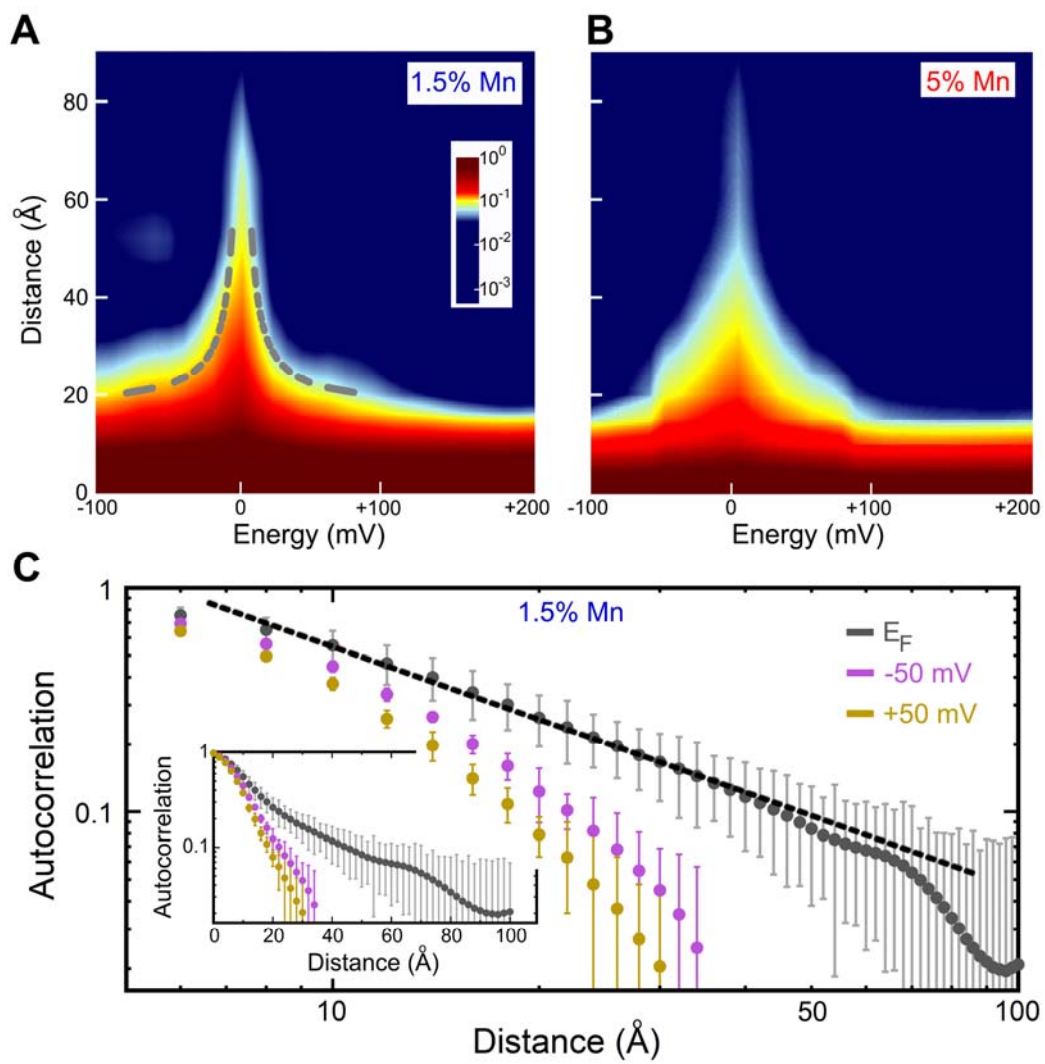 A
B
1.5% Mn
5% Mn
80
60
40
20
0
Distance (Å)
10⁰
10⁻¹
10⁻²
10⁻³
-100
0
+100
+200
Energy (mV)
-100
0
+100
+200
Energy (mV)
C
1
0.1
Autocorrelation
1.5% Mn
E_F
-50 mV
+50 mV
1
0.1
Autocorrelation
0
20
40
60
80
100
Distance (Å)
10
50
100
Distance (Å)